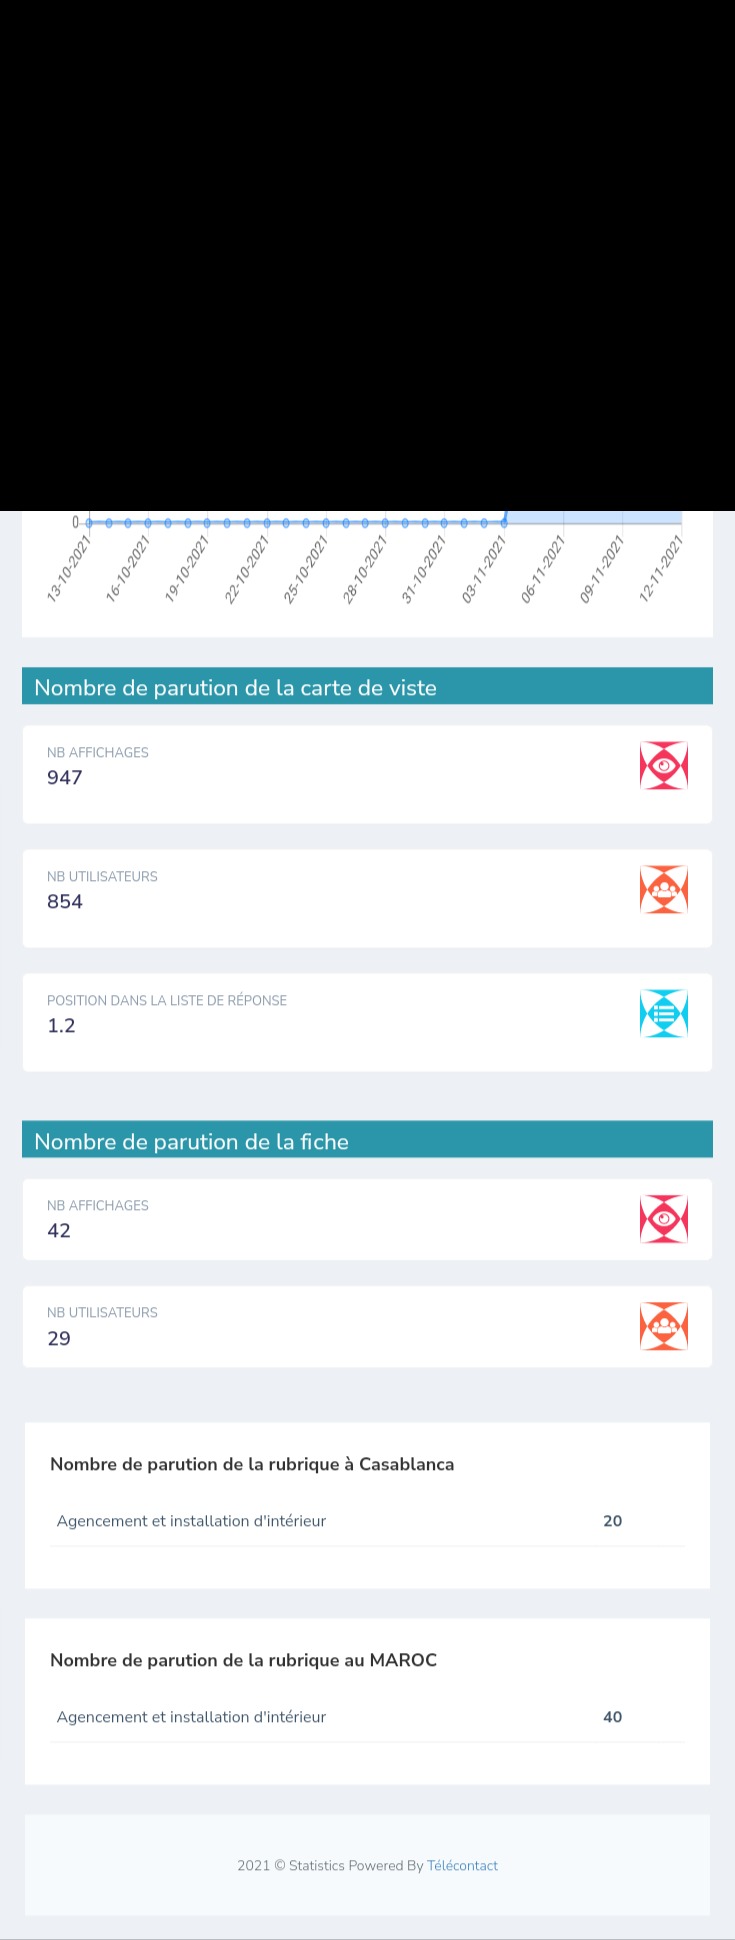 0
13-10-2021 16-10-2021 19-10-2021 22-10-2021 25-10-2021 28-10-2021 31-10-2021 03-11-2021 06-11-2021 09-11-2021 12-11-2021
Nombre de parution de la carte de viste
NB AFFICHAGES
947
NB UTILISATEURS
854
POSITION DANS LA LISTE DE RÉPONSE
1.2
Nombre de parution de la fiche
NB AFFICHAGES
42
NB UTILISATEURS
29
Nombre de parution de la rubrique à Casablanca
Agencement et installation d'intérieur 20
Nombre de parution de la rubrique au MAROC
Agencement et installation d'intérieur 40
2021 © Statistics Powered By Télécontact